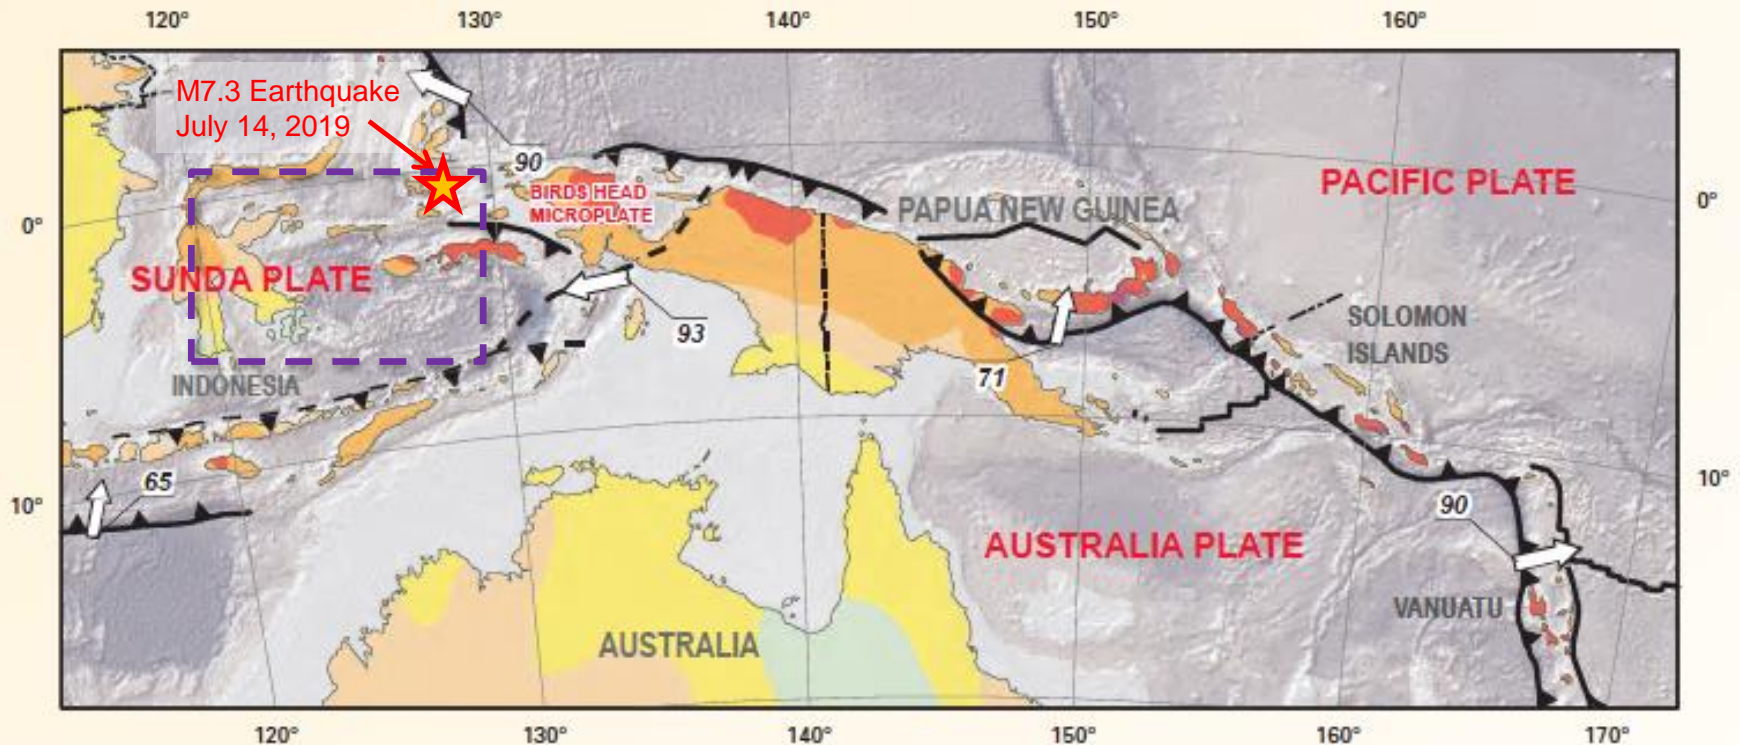 120°
130°
140°
150°
160°
M7.3 Earthquake
July 14, 2019
90
BIRDS HEAD
MICROPLATE
PACIFIC PLATE
0°
0°
PAPUA NEW GUINEA
SUNDA PLATE
93
SOLOMON
ISLANDS
INDONESIA
71
65
10°
10°
90
AUSTRALIA PLATE
VANUATU
AUSTRALIA
120°
130°
140°
150°
160°
170°